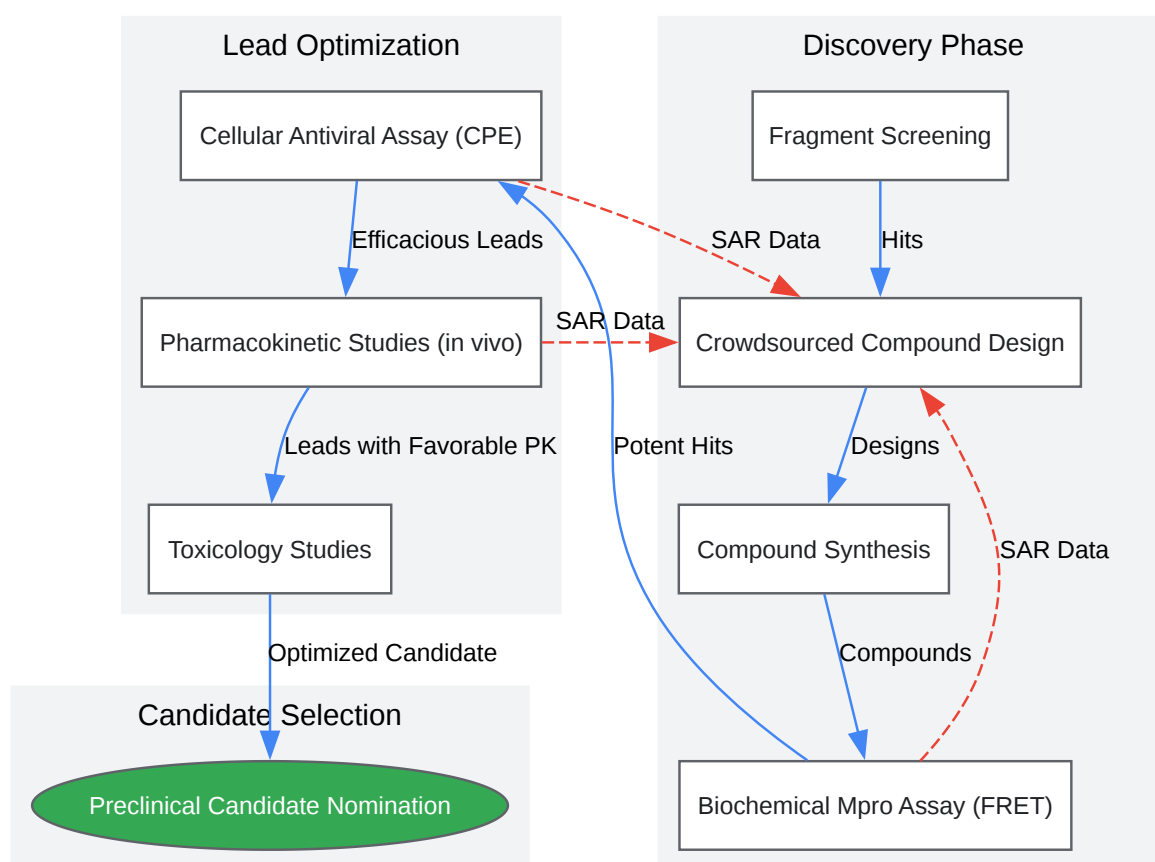 Lead Optimization
Discovery Phase
Cellular Antiviral Assay (CPE)
Fragment Screening
Efficacious Leads
SAR Data
Hits
SAR Data
Pharmacokinetic Studies (in vivo)
Crowdsourced Compound Design
Leads with Favorable PK
Potent Hits
Designs
Toxicology Studies
Compound Synthesis
SAR Data
Optimized Candidate
Compounds
Candidate Selection
Preclinical Candidate Nomination
Biochemical Mpro Assay (FRET)